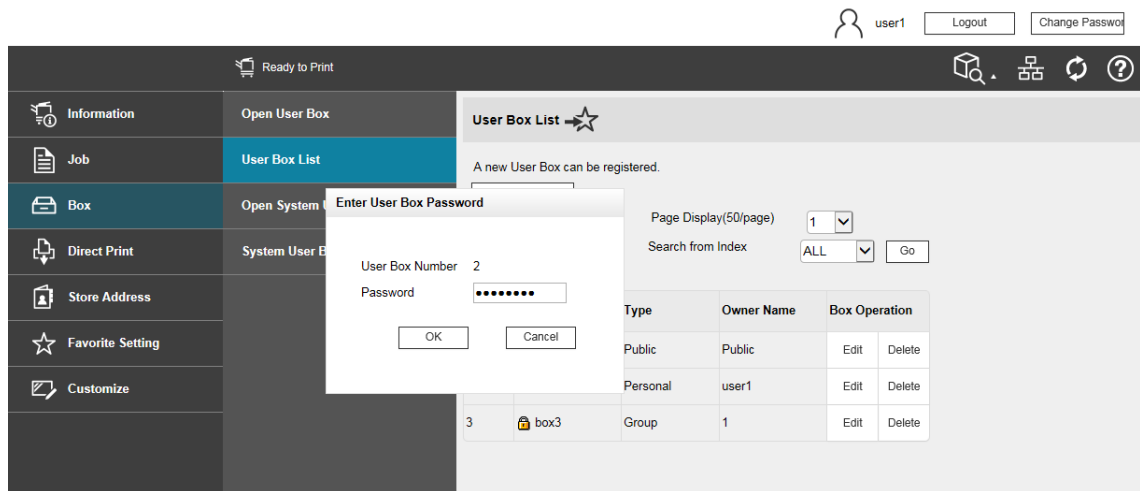 user1 Logout Change Passwor
Ready to Print
Information
Job
Box
Direct Print
Store Address
Favorite Setting
Customize
Open User Box
User Box List
Open System
System User B
User Box List
A new User Box can be registered.
Page Display(50/page) 1
Search from Index ALL Go
Enter User Box Password
User Box Number 2
Password ••••••••
OK Cancel
Type Owner Name Box Operation
Public Public Edit Delete
Personal user1 Edit Delete
3 box3 Group 1 Edit Delete